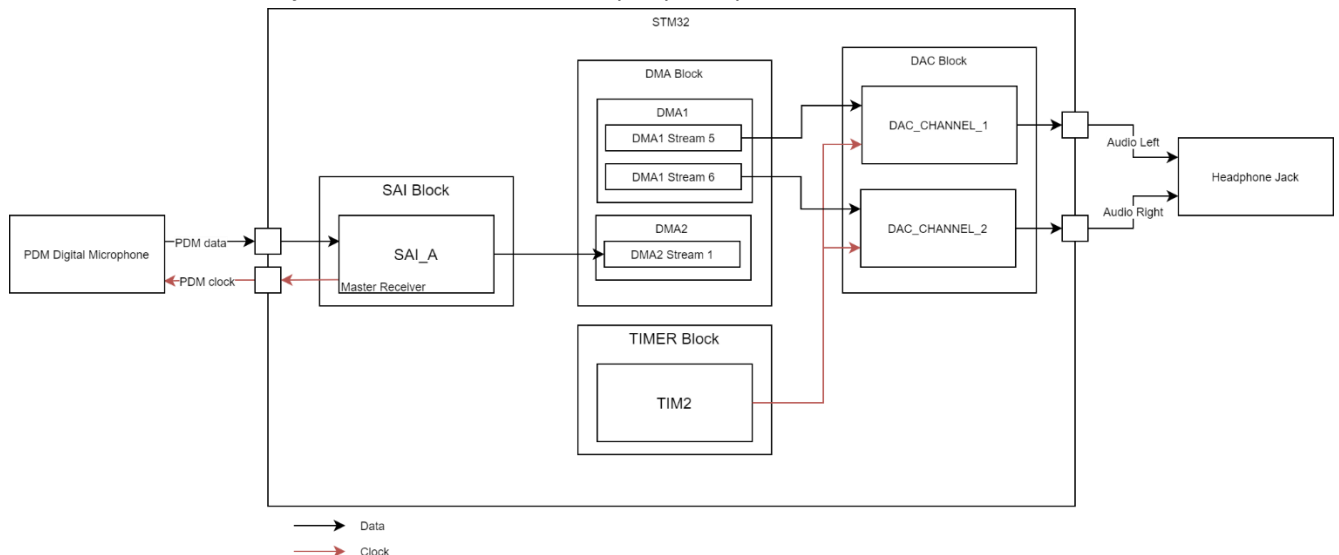 STM32
DMA Block
DAC Block
DMA1
DMA1 Stream 5
DAC_CHANNEL_1
Audio Left
DMA1 Stream 6
SAI Block
Headphone Jack
Audio Right
DMA2
DAC_CHANNEL_2
PDM data
PDM Digital Microphone
SAI_A
DMA2 Stream 1
PDM clock
Master Receiver
TIMER Block
TIM2
Data
Clock